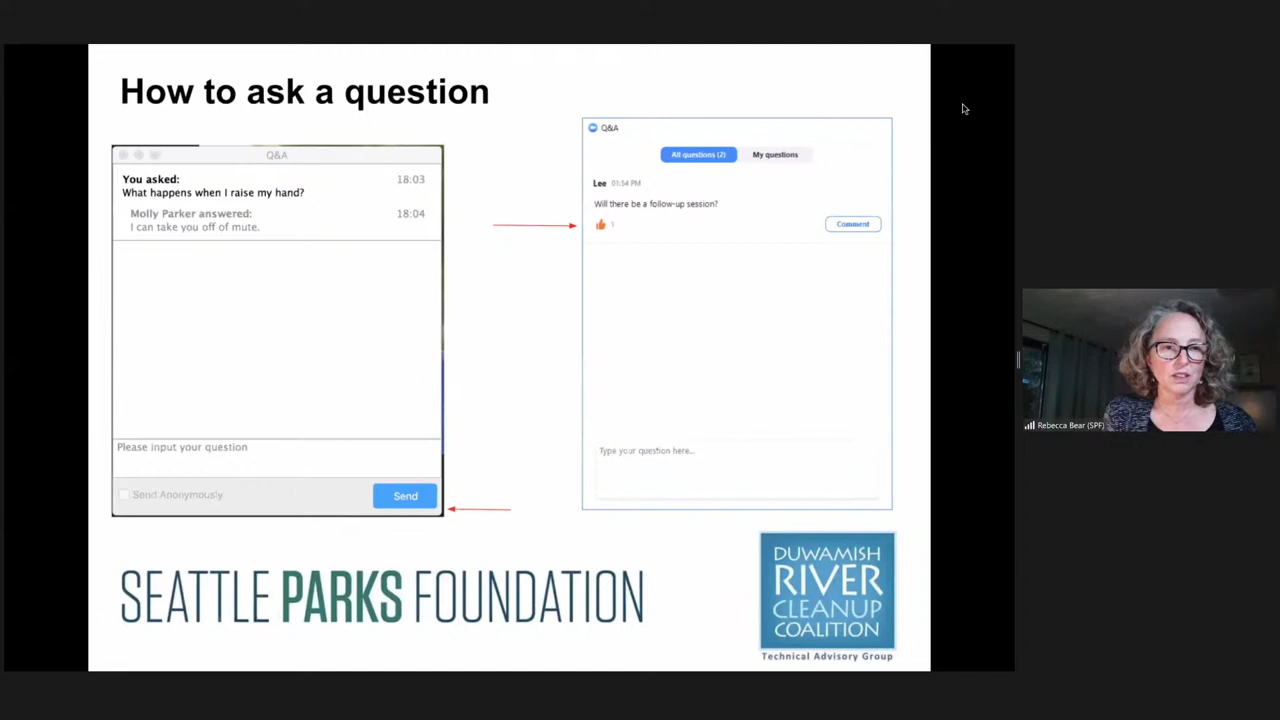 How to ask a question
Q&A
You asked: 18:03
What happens when I raise my hand?
Molly Parker answered: 18:04
I can take you off of mute.
Please input your question
Send Anonymously
Send
Q&A
All questions (2) My questions
Lee 01:54 PM
Will there be a follow-up session?
1 Comment
Type your question here...
SEATTLE PARKS FOUNDATION
DUWAMISH
RIVER
CLEANUP
COALITION
Technical Advisory Group
Rebecca Bear (SPF)